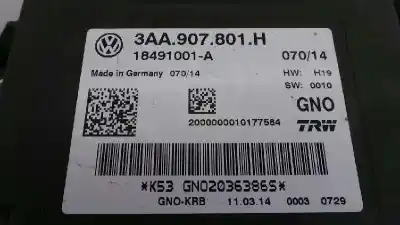 3AA.907.801.H
18491001-A 070/14
Made in Germany 070/14 HW: H19
SW: 0010
GNO
2000000010177584 TRW
*K53 GNO20363865*
GNO-KRB 11.03.14 0003 0729